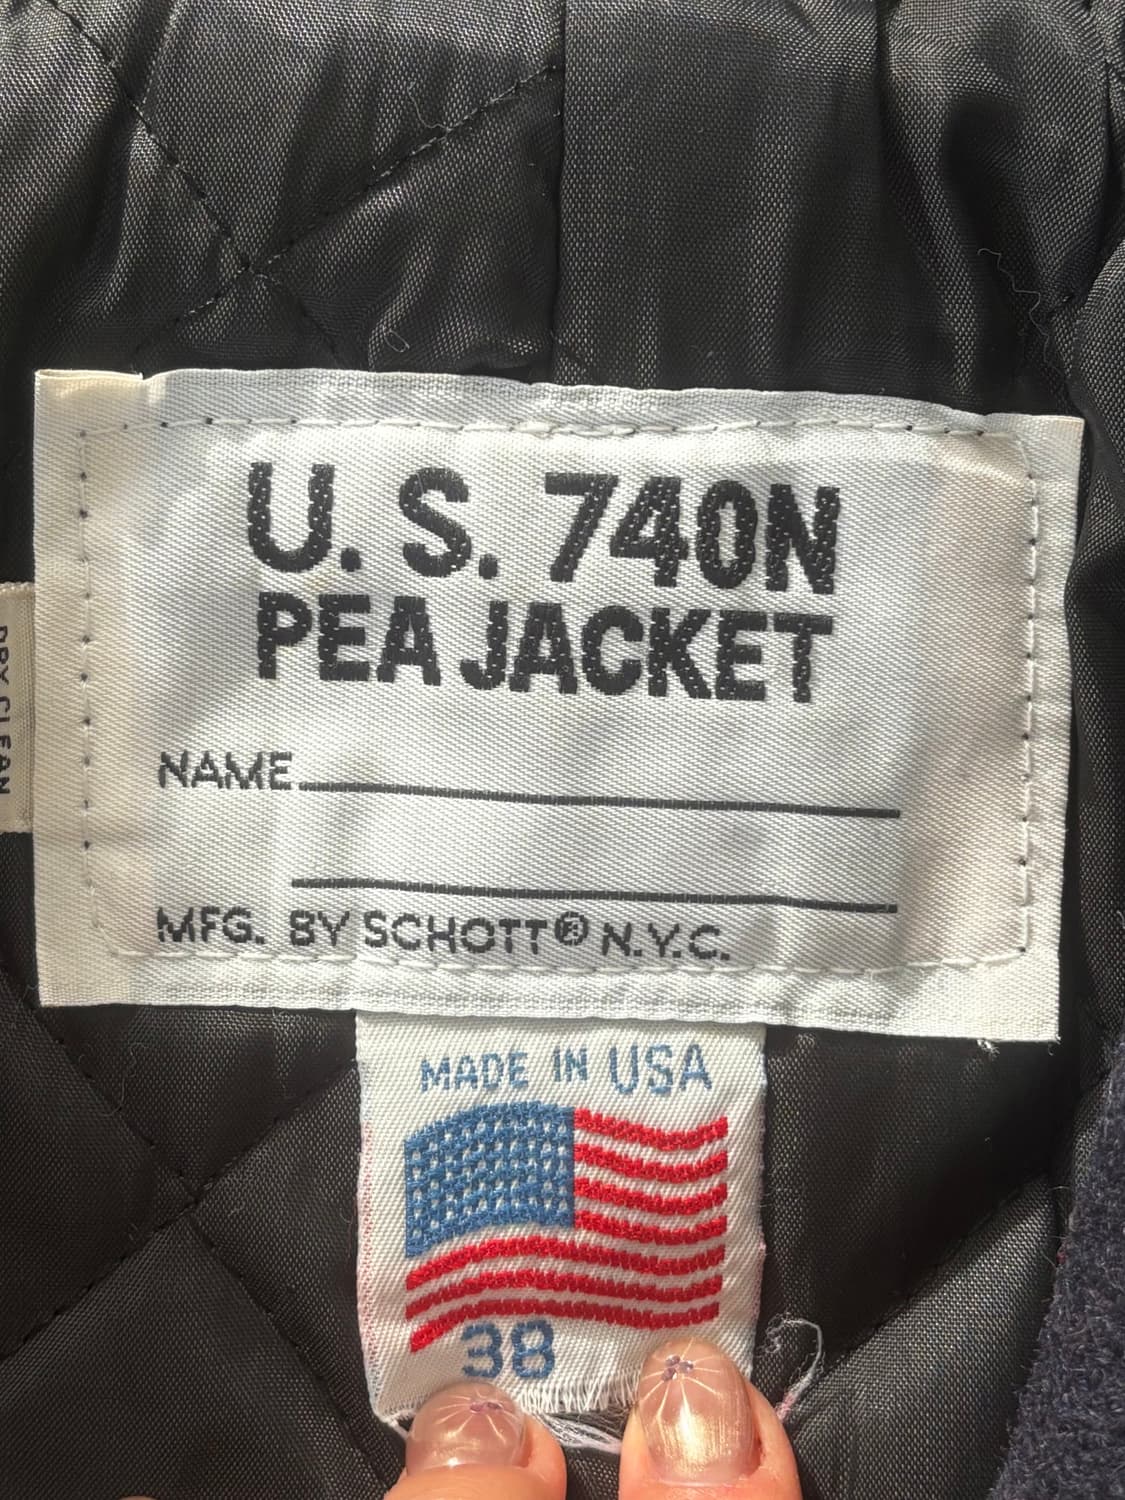 U. S. 740N
PEA JACKET
NAME
MFG. BY SCHOTT® N.Y.C.
MADE IN USA
38
DRY CLEAN